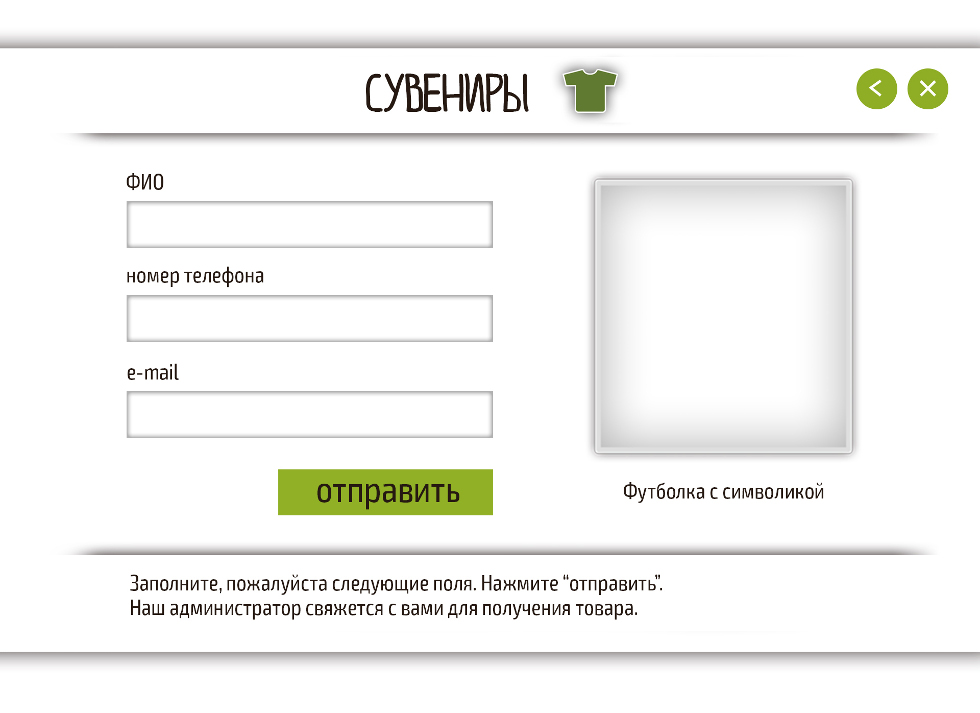 СУВЕНИРЫ
ФИО
номер телефона
e-mail
отправить
Футболка с символикой
Заполните, пожалуйста следующие поля. Нажмите “отправить”.
Наш администратор свяжется с вами для получения товара.